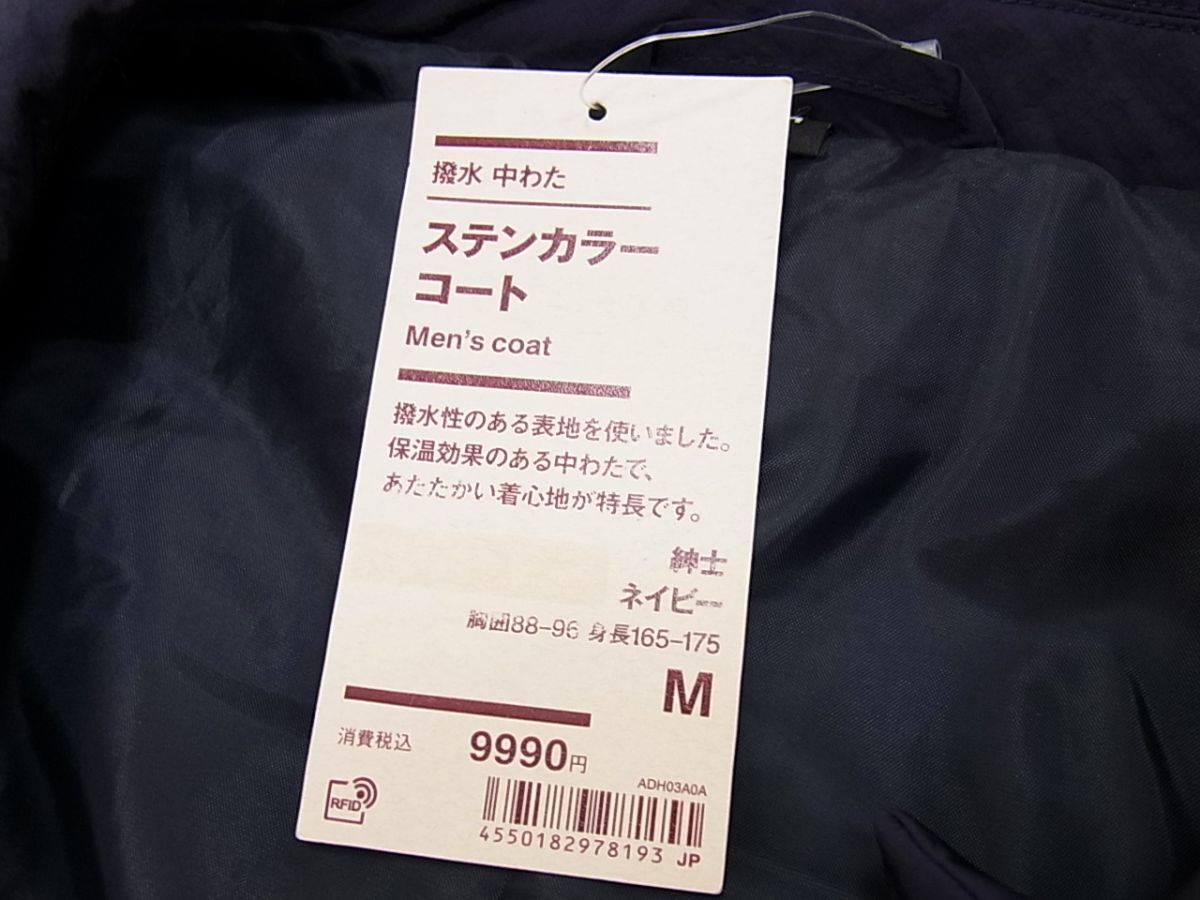 撥水 中わた
ステンカラー
コート
Men's coat
撥水性のある表地を使いました。
保温効果のある中わたで、
あたたかい着心地が特長です。
紳士
ネイビー
胸囲88-96 身長165-175
M
消費税込 9990円
ADH03A0A
RFID
4550182978193 JP